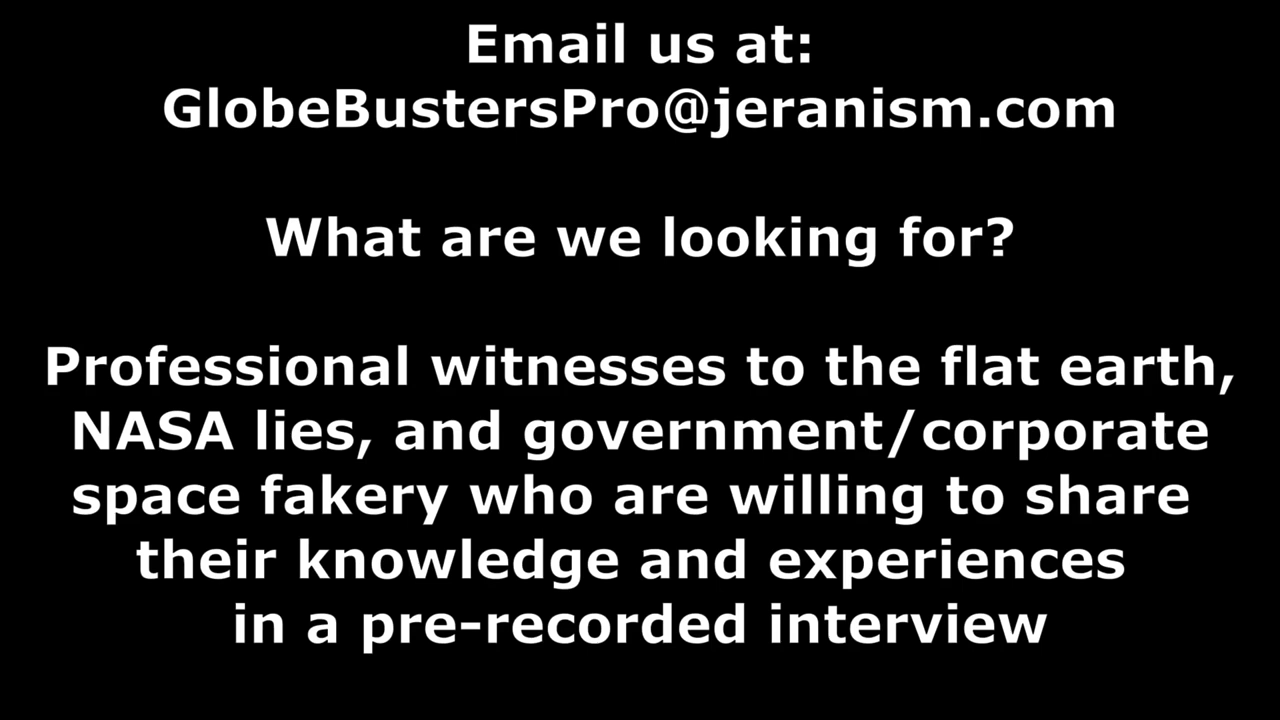 Email us at:
GlobeBustersPro@jeranism.com
What are we looking for?
Professional witnesses to the flat earth,
NASA lies, and government/corporate
space fakery who are willing to share
their knowledge and experiences
in a pre-recorded interview